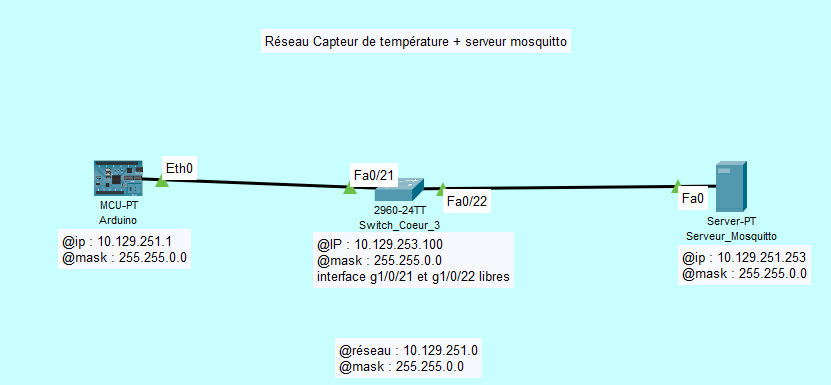 Réseau Capteur de température + serveur mosquitto
Eth0
Fa0/21
Fa0/22
Fa0
MCU-PT
Arduino
@ip : 10.129.251.1
@mask : 255.255.0.0
2960-24TT
Switch_Coeur_3
@IP : 10.129.253.100
@mask : 255.255.0.0
interface g1/0/21 et g1/0/22 libres
Server-PT
Serveur_Mosquitto
@ip : 10.129.251.253
@mask : 255.255.0.0
@réseau : 10.129.251.0
@mask : 255.255.0.0